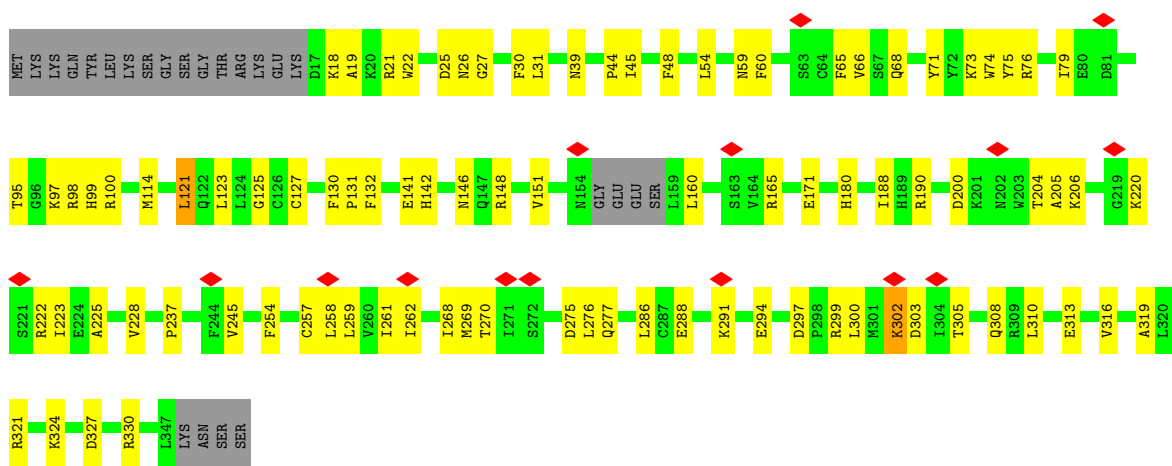 MET LYS LYS GLN TYR LEU LYS SER GLY SER GLY THR ARG LYS GLU LYS D17 K18 A19 K20 R21 W22 D25 N26 G27 F30 L31 N39 P44 I45 F48 L54 N59 F60 S63 C64 F65 V66 S67 Q68 Y71 Y72 K73 W74 Y75 R76 I79 E80 D81
T95 G96 K97 R98 H99 R100 M114 L121 Q122 L123 L124 G125 C126 C127 F130 P131 F132 E141 H142 N146 Q147 R148 V151 N154 GLY GLU GLU SER L159 L160 S163 V164 R165 E171 H180 I188 H189 R190 D200 K201 N202 W203 T204 A205 K206 G219 K220
S221 R222 I223 E224 A225 V228 P237 F244 V245 F254 C257 L258 L259 V260 I261 I262 I268 M269 T270 I271 S272 D275 L276 Q277 L286 C287 E288 K291 E294 D297 P298 R299 L300 M301 K302 D303 I304 T305 Q308 R309 L310 E313 V316 A319 L320
R321 K324 D327 R330 L347 LYS ASN SER SER